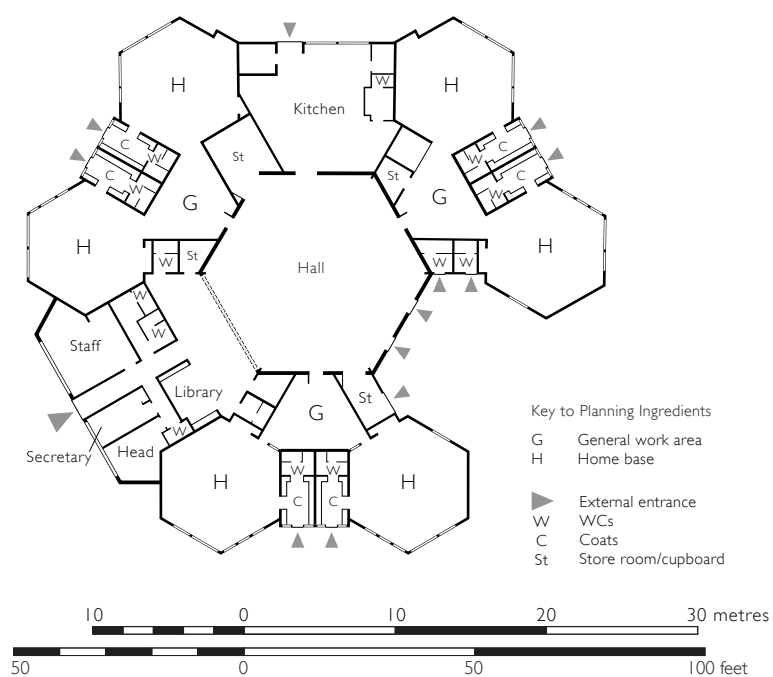 H
H
Kitchen
W
C
W
St
St
W
C
C
W
W
C
G
G
H
H
Hall
W
St
W
W
W
W
Staff
Library
St
G
Secretary
Head
W
H
W
W
H
C
C
Key to Planning Ingredients
G General work area
H Home base
External entrance
W WCs
C Coats
St Store room/cupboard
10 0 10 20 30 metres
50 0 50 100 feet